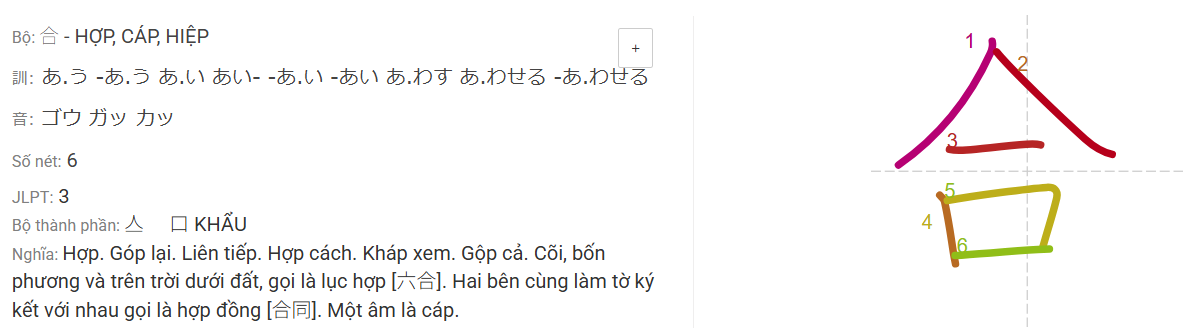 Bộ: 合 - HỢP, CÁP, HIỆP
+
訓: あ.う -あ.う あ.い あい- -あ.い -あい あ.わす あ.わせる -あ.わせる
音: ゴウ ガッ カッ
Số nét: 6
JLPT: 3
Bộ thành phần: 亼 口 KHẨU
Nghĩa: Hợp. Góp lại. Liên tiếp. Hợp cách. Kháp xem. Gộp cả. Cõi, bốn
phương và trên trời dưới đất, gọi là lục hợp [六合]. Hai bên cùng làm tờ ký
kết với nhau gọi là hợp đồng [合同]. Một âm là cáp.
合
1
2
3
4
5
6